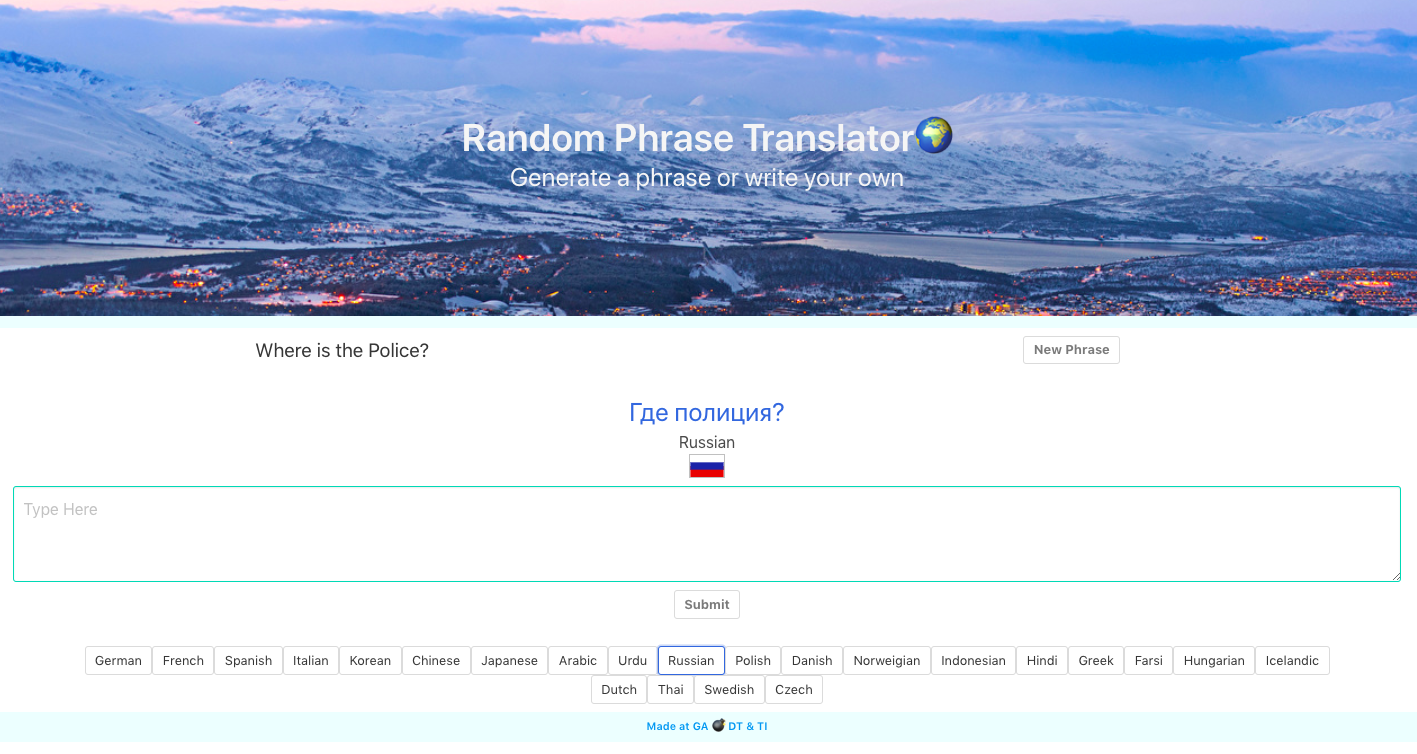 Random Phrase Translator🌍
Generate a phrase or write your own
Where is the Police?
New Phrase
Где полиция?
Russian
Type Here
Submit
German French Spanish Italian Korean Chinese Japanese Arabic Urdu Russian Polish Danish Norweigian Indonesian Hindi Greek Farsi Hungarian Icelandic
Dutch Thai Swedish Czech
Made at GA 💣 DT & TI